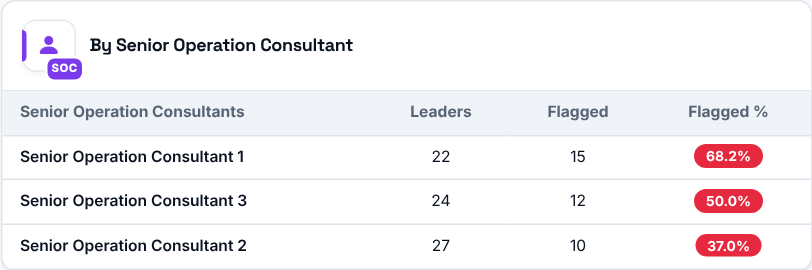 By Senior Operation Consultant
SOC
Senior Operation Consultants Leaders Flagged Flagged %
Senior Operation Consultant 1 22 15 68.2%
Senior Operation Consultant 3 24 12 50.0%
Senior Operation Consultant 2 27 10 37.0%